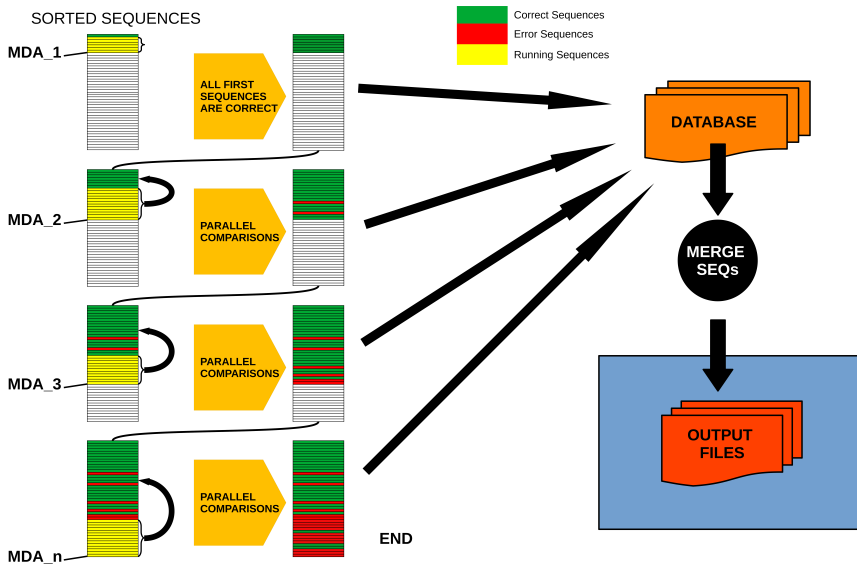 SORTED SEQUENCES
Correct Sequences
Error Sequences
Running Sequences
MDA_1
ALL FIRST
SEQUENCES
ARE CORRECT
DATABASE
MDA_2
PARALLEL
COMPARISONS
MERGE
SEQs
MDA_3
PARALLEL
COMPARISONS
OUTPUT
FILES
MDA_n
PARALLEL
COMPARISONS
END